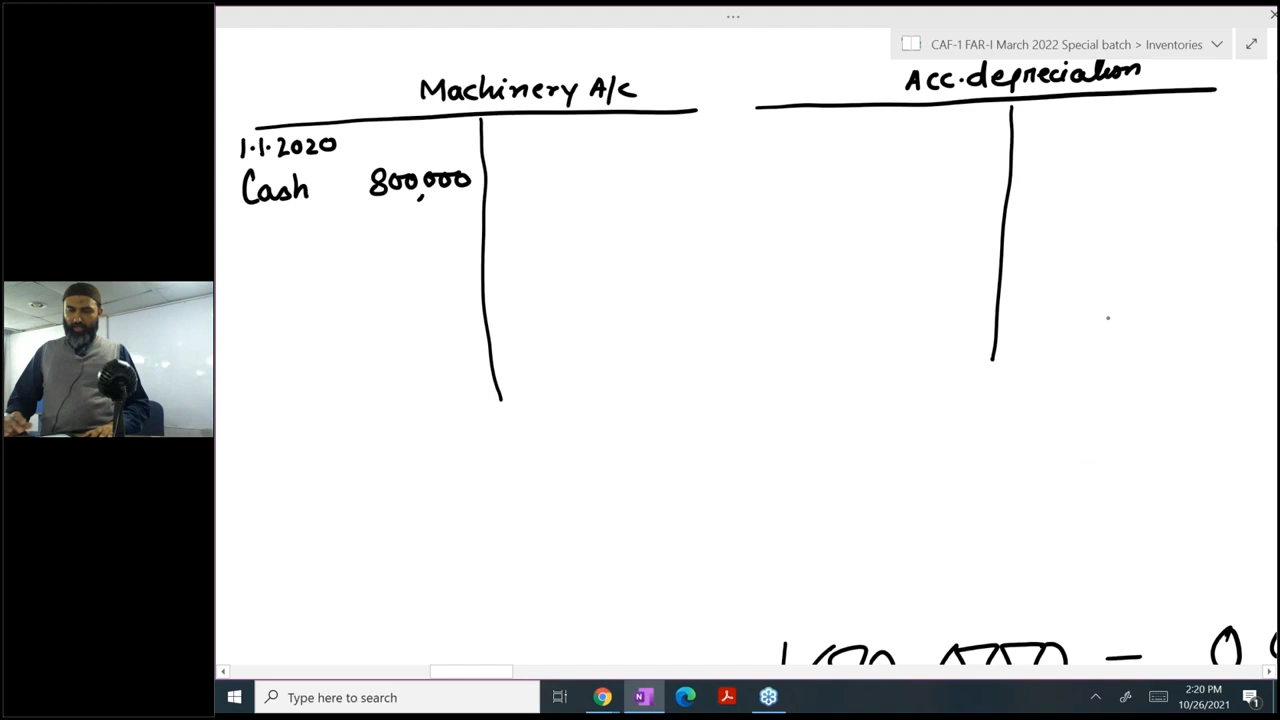 CAF-1 FAR-I March 2022 Special batch > Inventories
Machinery A/c
Acc. depreciation
1.1.2020
Cash 800,000
Type here to search
2:20 PM
10/26/2021